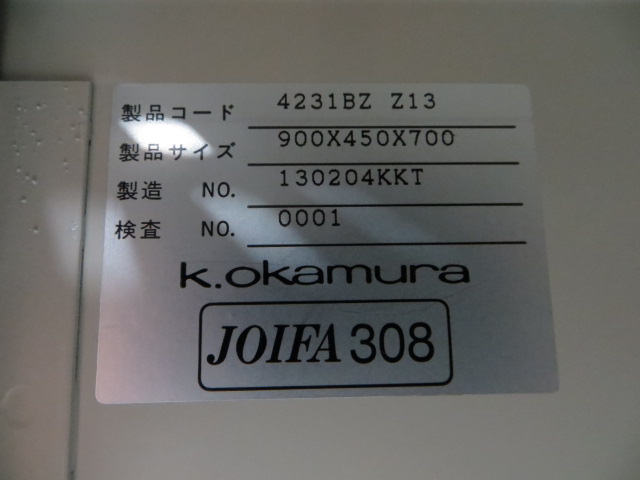 製品コード 4231BZ Z13
製品サイズ 900X450X700
製造 NO. 130204KKT
検査 NO. 0001
k.okamura
JOIFA 308